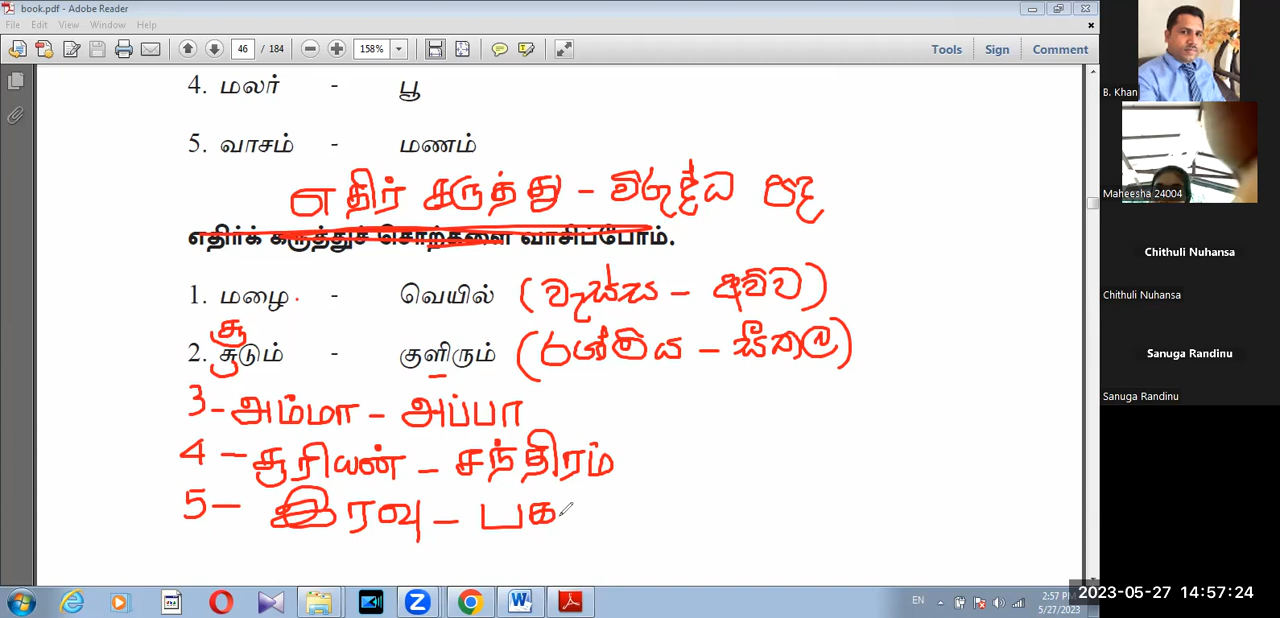 book.pdf - Adobe Reader
File Edit View Window Help
46 / 184 158% Tools Sign Comment
4. மலர் - பூ
5. வாசம் - மணம்
எதிர் கருத்து - විරුද්ධ පද
எதிர்க் கருத்துச் சொற்களை வாசிப்போம்.
1. மழை - வெயில் (වැස්ස - අව්ව)
சூ
2. சுடும் - குளிரும் (රශ්මිය - සීතල)
3 - அம்மா - அப்பா
4 - சூரியன் - சந்திரம்
5 - இரவு - பக
B. Khan
Maheesha 24004
Chithuli Nuhansa
Chithuli Nuhansa
Sanuga Randinu
Sanuga Randinu
EN 2:57 PM
5/27/2023
2023-05-27 14:57:24